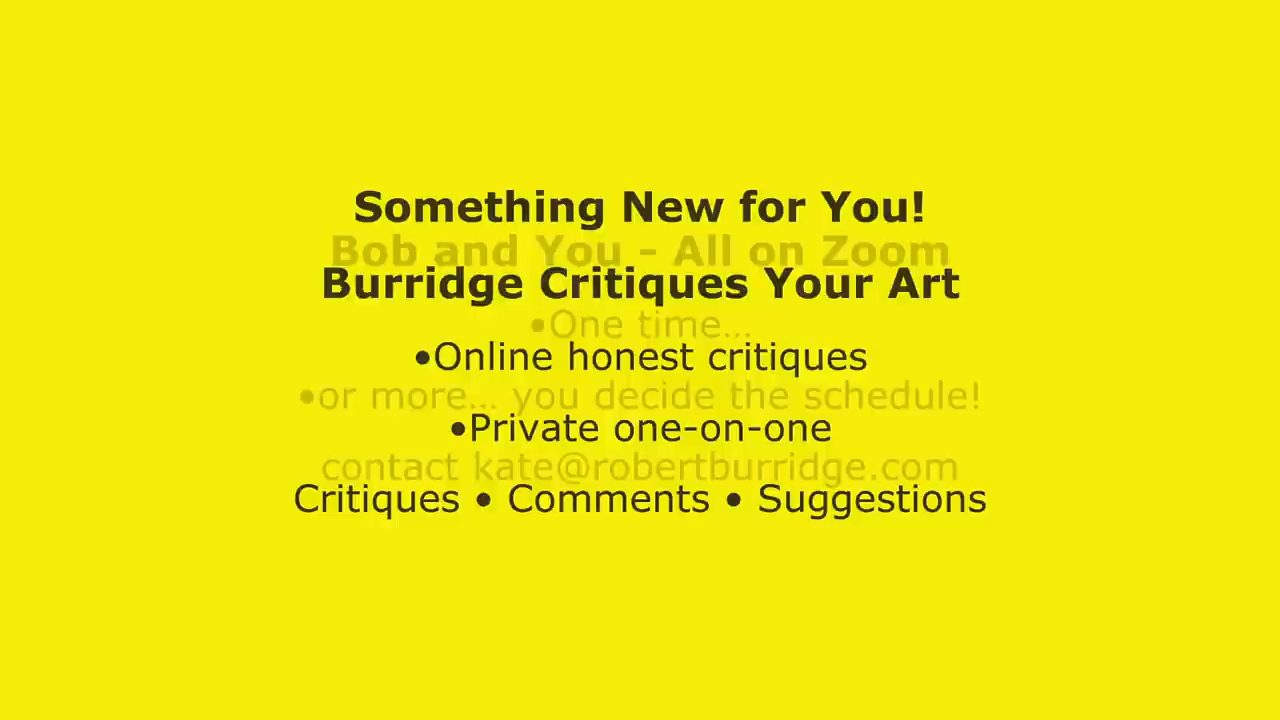 Something New for You!
Bob and You - All on Zoom
Burridge Critiques Your Art
•One time…
•Online honest critiques
•or more… you decide the schedule!
•Private one-on-one
contact kate@robertburridge.com
Critiques • Comments • Suggestions